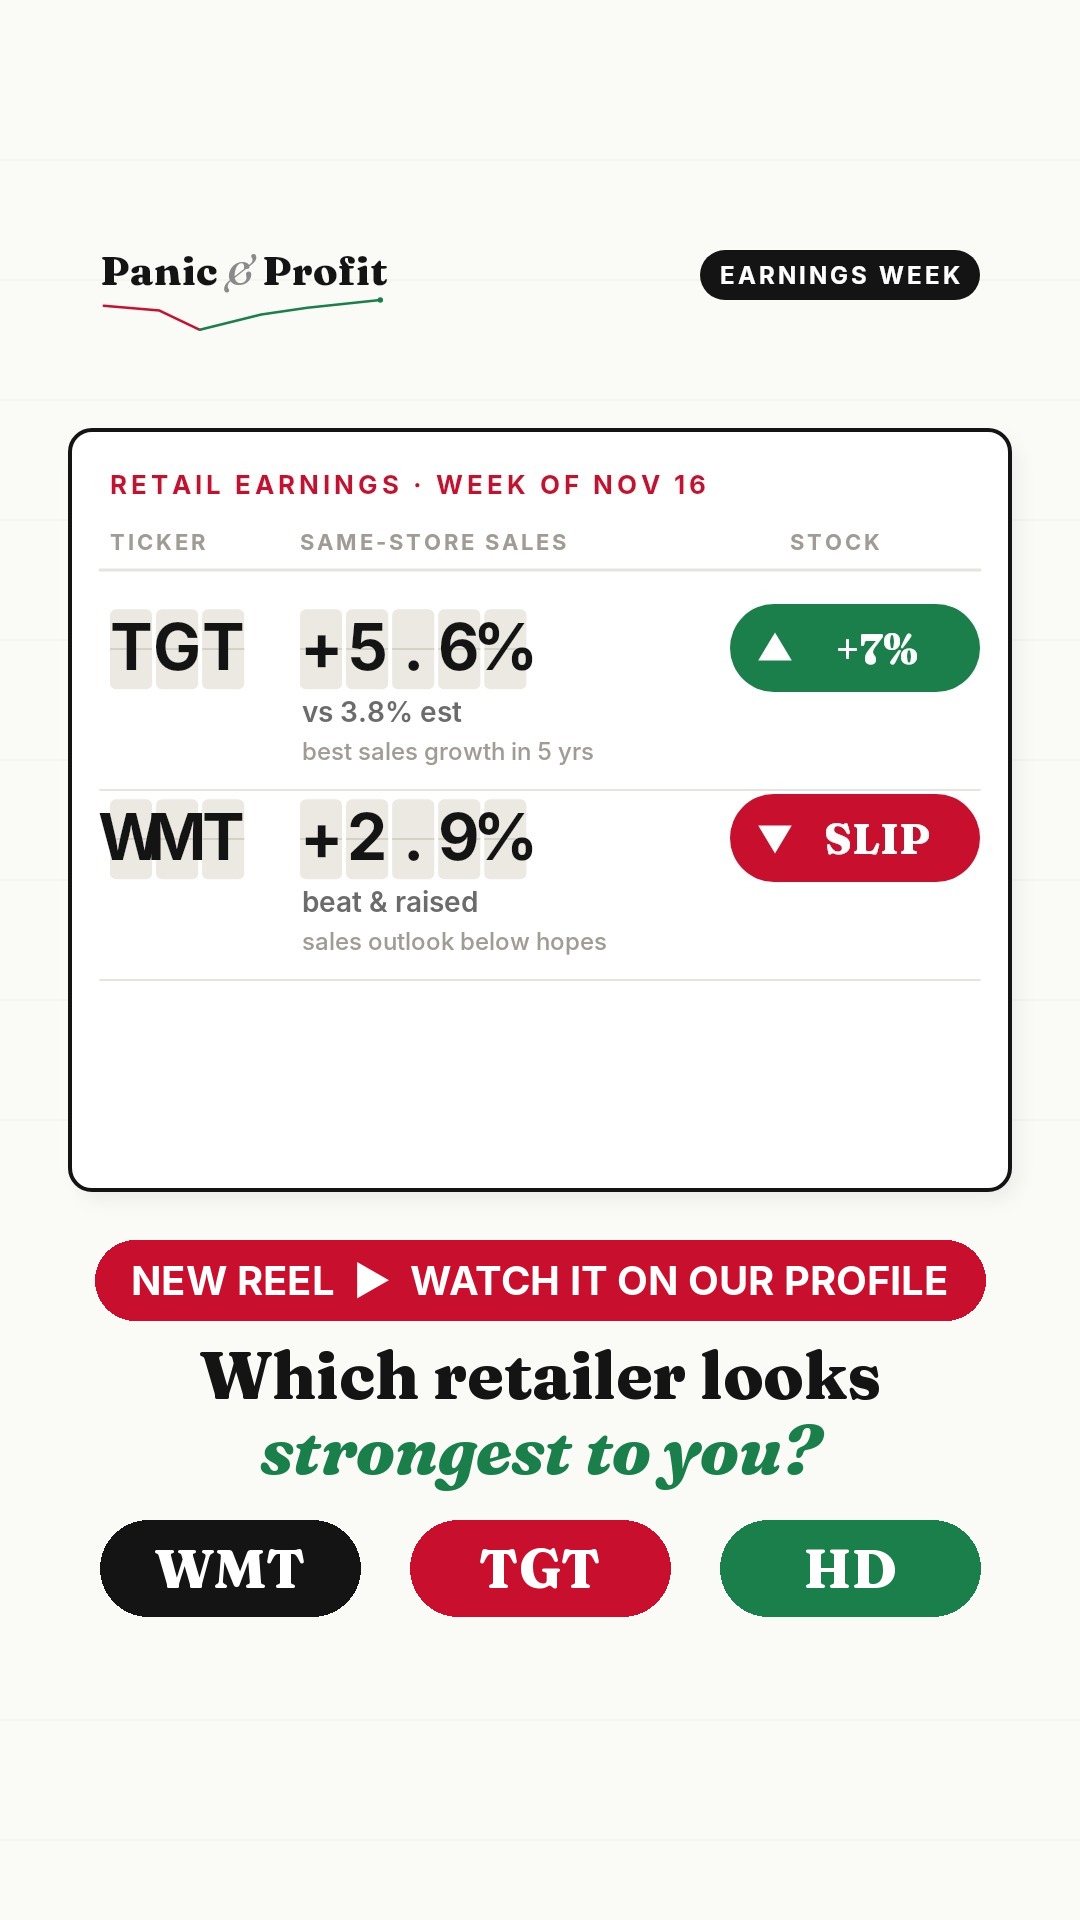 Panic & Profit
EARNINGS WEEK
RETAIL EARNINGS · WEEK OF NOV 16
TICKER SAME-STORE SALES STOCK
TGT +5.6% ▲ +7%
vs 3.8% est
best sales growth in 5 yrs
WMT +2.9% ▼ SLIP
beat & raised
sales outlook below hopes
NEW REEL ▶ WATCH IT ON OUR PROFILE
Which retailer looks
strongest to you?
WMT TGT HD